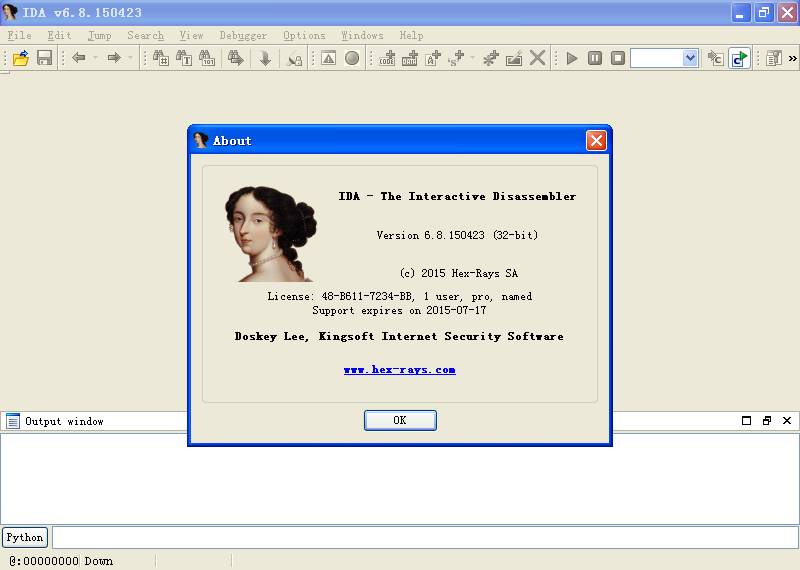 IDA v6.8.150423
File Edit Jump Search View Debugger Options Windows Help
About
IDA - The Interactive Disassembler
Version 6.8.150423 (32-bit)
(c) 2015 Hex-Rays SA
License: 48-B611-7234-BB, 1 user, pro, named
Support expires on 2015-07-17
Doskey Lee, Kingsoft Internet Security Software
www.hex-rays.com
OK
Output window
Python
@:00000000 Down